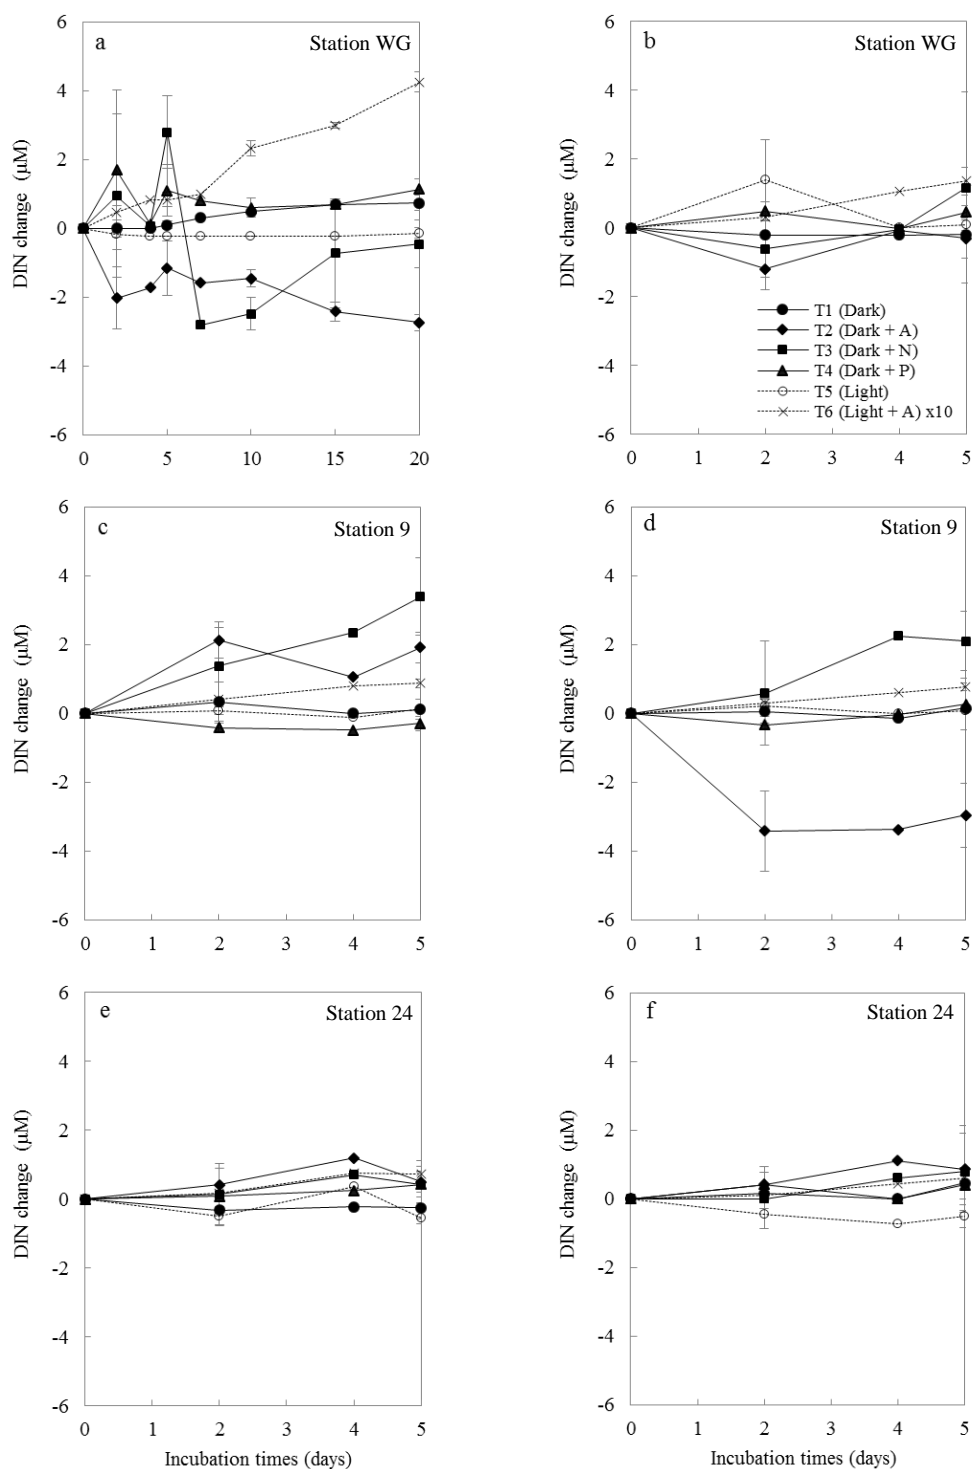 a Station WG
DIN change (µM)
6
4
2
0
-2
-4
-6
0 5 10 15 20
b Station WG
DIN change (µM)
6
4
2
0
-2
-4
-6
T1 (Dark)
T2 (Dark + A)
T3 (Dark + N)
T4 (Dark + P)
T5 (Light)
T6 (Light + A) x10
0 1 2 3 4 5
c Station 9
DIN change (µM)
6
4
2
0
-2
-4
-6
0 1 2 3 4 5
d Station 9
DIN change (µM)
6
4
2
0
-2
-4
-6
0 1 2 3 4 5
e Station 24
DIN change (µM)
6
4
2
0
-2
-4
-6
0 1 2 3 4 5
Incubation times (days)
f Station 24
DIN change (µM)
6
4
2
0
-2
-4
-6
0 1 2 3 4 5
Incubation times (days)